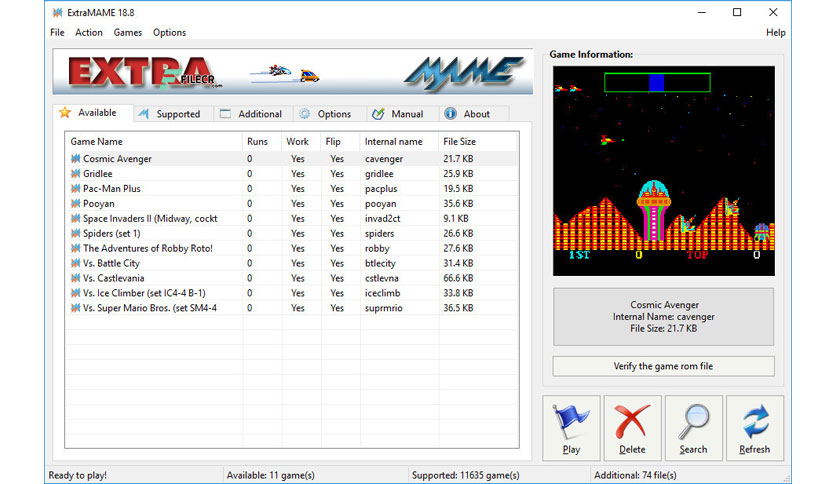 ExtraMAME 18.8
File Action Games Options Help
EXTRA
FILECR
.com
MAME
Available Supported Additional Options Manual About
Game Name Runs Work Flip Internal name File Size
Cosmic Avenger 0 Yes Yes cavenger 21.7 KB
Gridlee 0 Yes Yes gridlee 25.9 KB
Pac-Man Plus 0 Yes Yes pacplus 19.5 KB
Pooyan 0 Yes Yes pooyan 35.6 KB
Space Invaders II (Midway, cockt 0 Yes Yes invad2ct 9.1 KB
Spiders (set 1) 0 Yes Yes spiders 26.6 KB
The Adventures of Robby Roto! 0 Yes Yes robby 27.6 KB
Vs. Battle City 0 Yes Yes btlecity 31.4 KB
Vs. Castlevania 0 Yes Yes cstlevna 66.6 KB
Vs. Ice Climber (set IC4-4 B-1) 0 Yes Yes iceclimb 33.8 KB
Vs. Super Mario Bros. (set SM4-4 0 Yes Yes suprmrio 36.5 KB
Game Information:
1ST 0 TOP 0
Cosmic Avenger
Internal Name: cavenger
File Size: 21.7 KB
Verify the game rom file
Play Delete Search Refresh
Ready to play! Available: 11 game(s) Supported: 11635 game(s) Additional: 74 file(s)